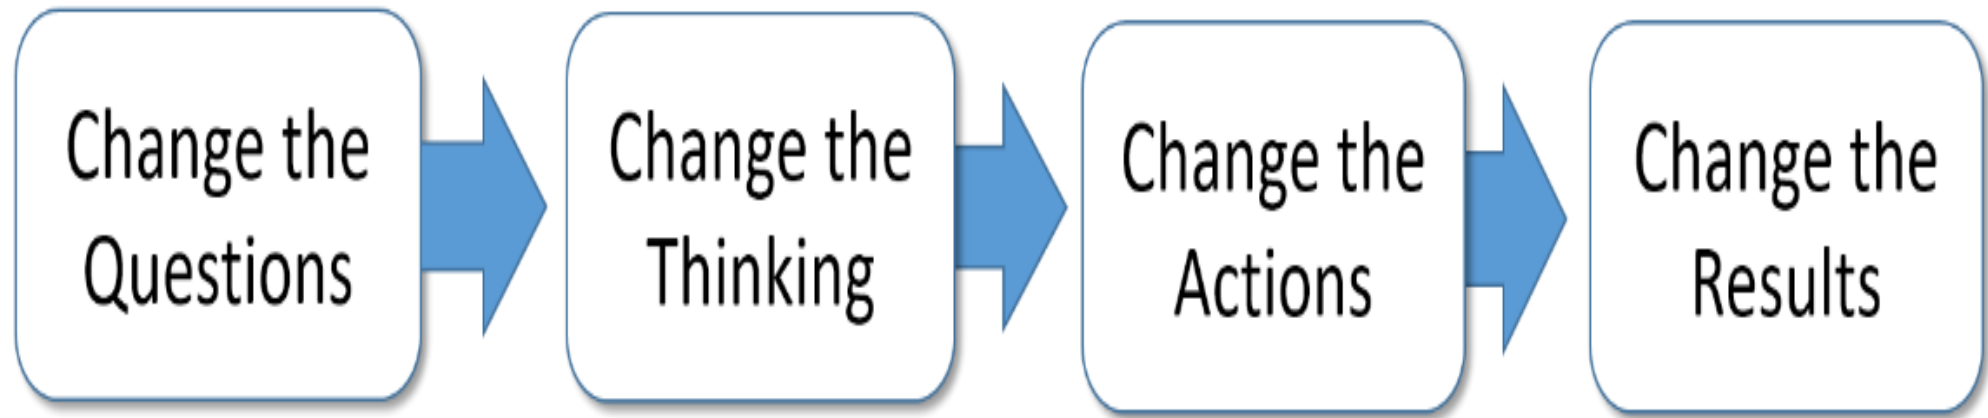 Change the
Questions
Change the
Thinking
Change the
Actions
Change the
Results